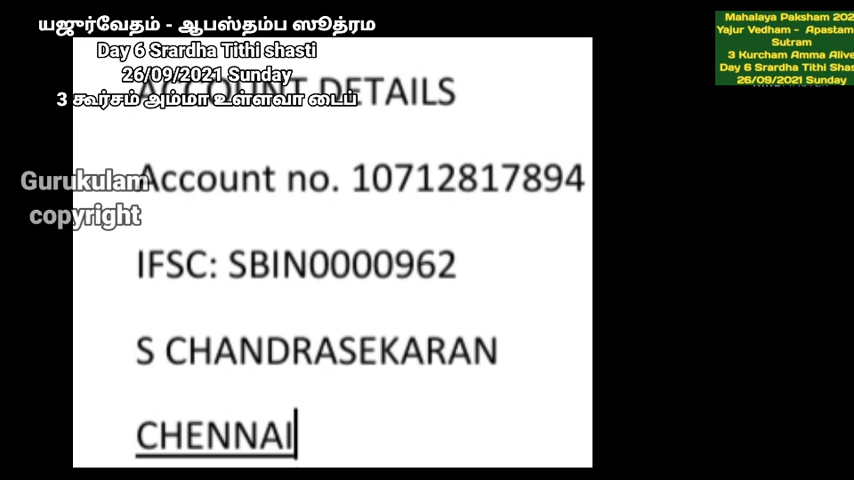 யஜுர்வேதம் - ஆபஸ்தம்ப ஸூத்ரம
Day 6 Srardha Tithi shasti
26/09/2021 Sunday
3 கூர்சம் அம்மா உள்ளவா டைப்
ACCOUNT DETAILS
Gurukulam
copyright
Account no. 10712817894
IFSC: SBIN0000962
S CHANDRASEKARAN
CHENNAI
Mahalaya Paksham 202
Yajur Vedham - Apastam
Sutram
3 Kurcham Amma Alive
Day 6 Srardha Tithi Shas
26/09/2021 Sunday